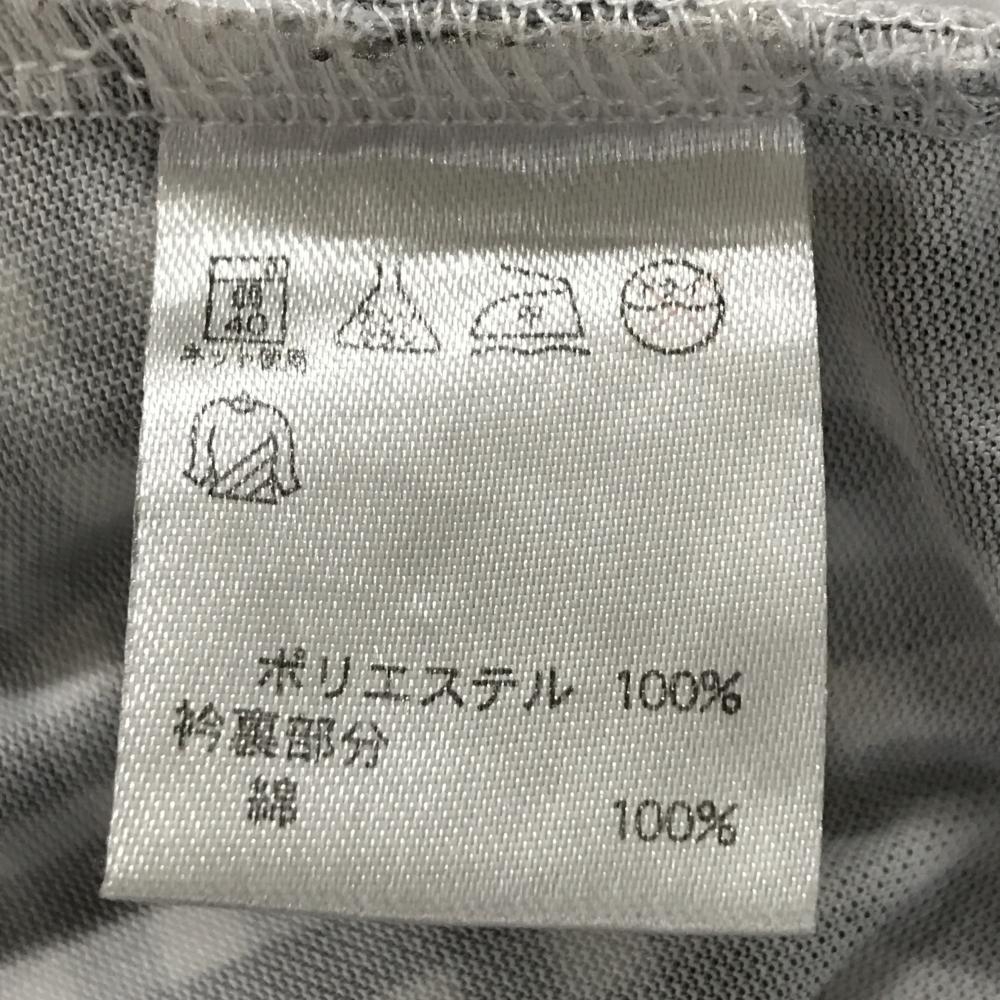 弱
40
ネット使用
ポリエステル 100%
衿裏部分
綿 100%